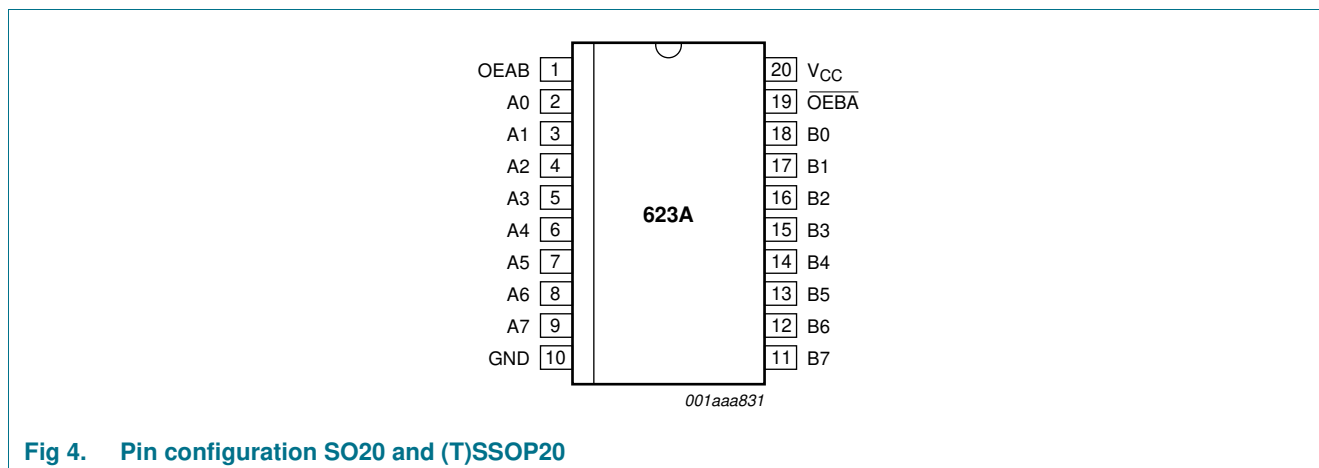 OEAB 1 20 VCC
A0 2 19 O̅E̅B̅A̅
A1 3 18 B0
A2 4 17 B1
A3 5 16 B2
A4 6 623A 15 B3
A5 7 14 B4
A6 8 13 B5
A7 9 12 B6
GND 10 11 B7
001aaa831
Fig 4. Pin configuration SO20 and (T)SSOP20